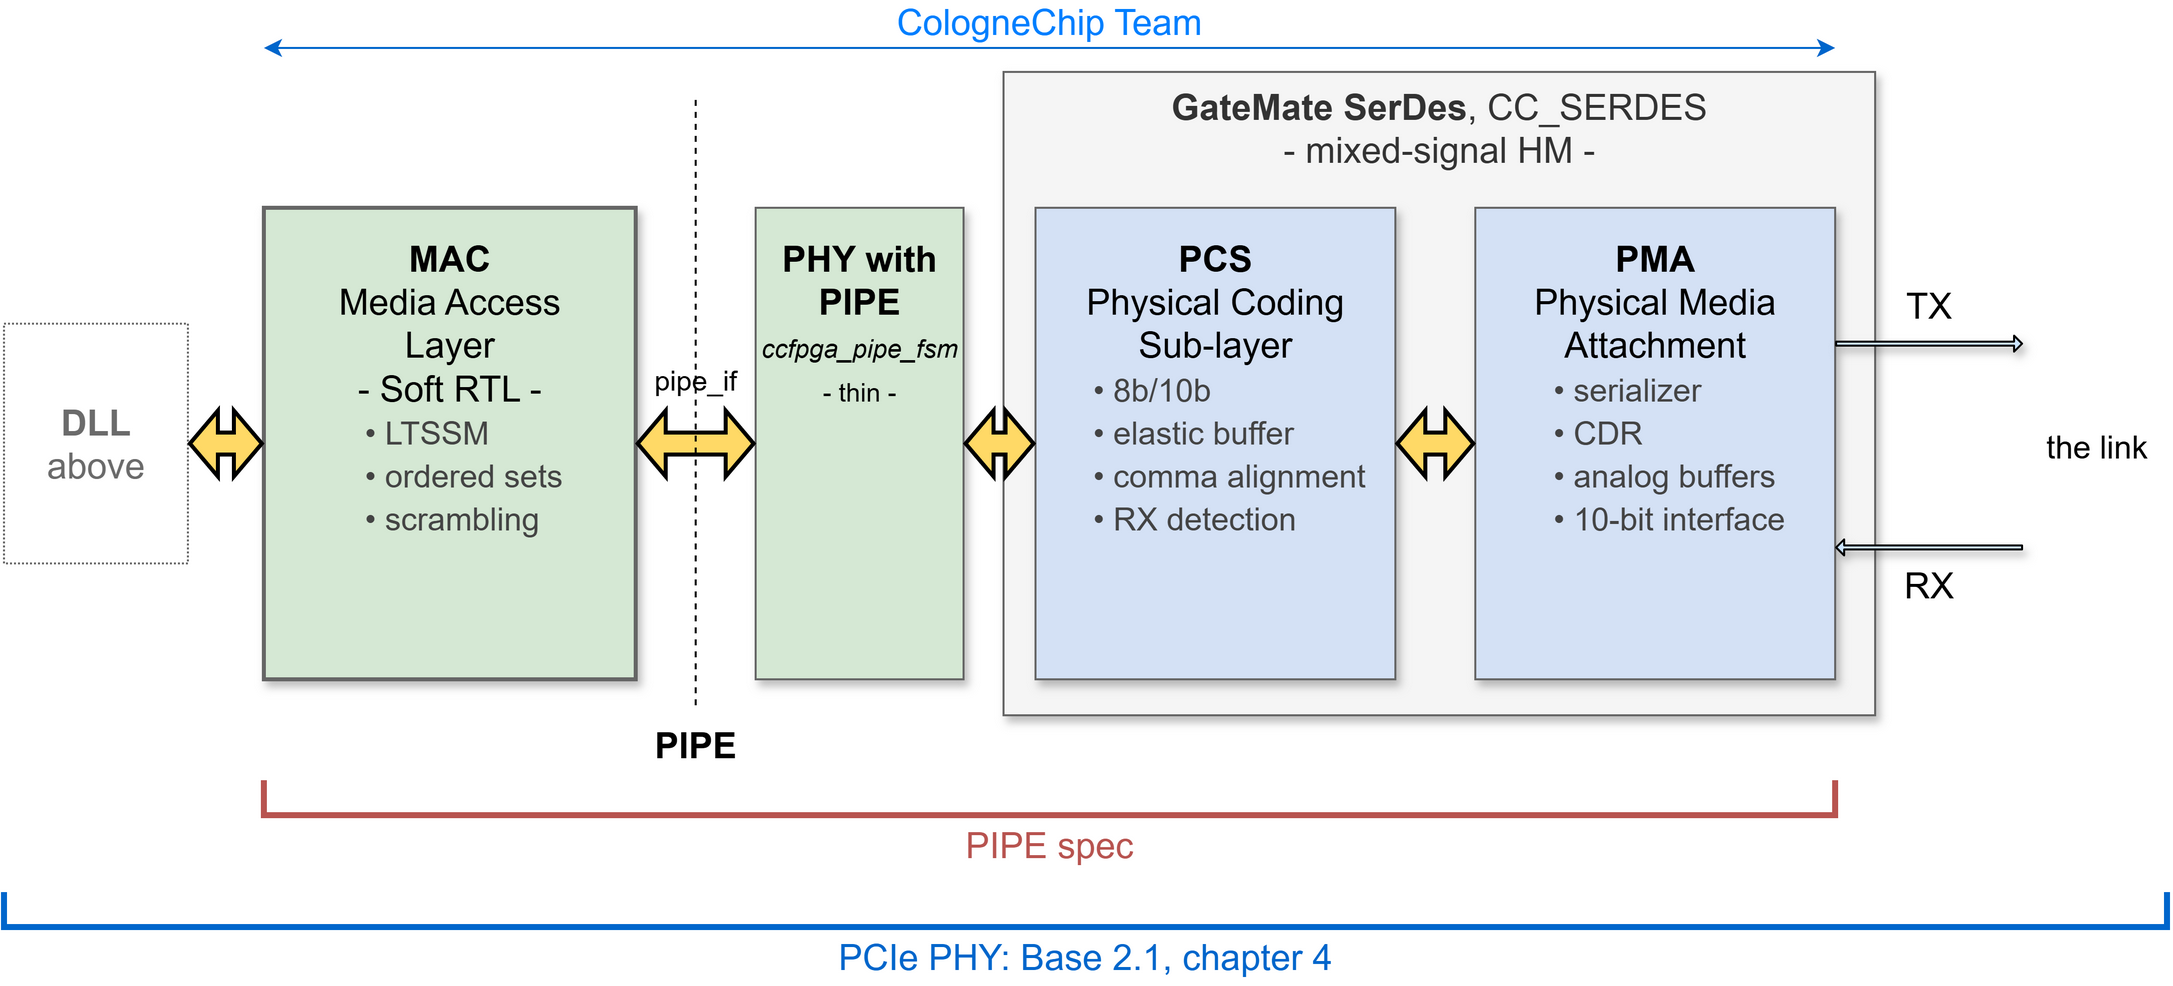 CologneChip Team
GateMate SerDes, CC_SERDES
- mixed-signal HM -
DLL
above
MAC
Media Access
Layer
- Soft RTL -
• LTSSM
• ordered sets
• scrambling
pipe_if
PIPE
PHY with
PIPE
ccfpga_pipe_fsm
- thin -
PCS
Physical Coding
Sub-layer
• 8b/10b
• elastic buffer
• comma alignment
• RX detection
PMA
Physical Media
Attachment
• serializer
• CDR
• analog buffers
• 10-bit interface
TX
the link
RX
PIPE spec
PCIe PHY: Base 2.1, chapter 4